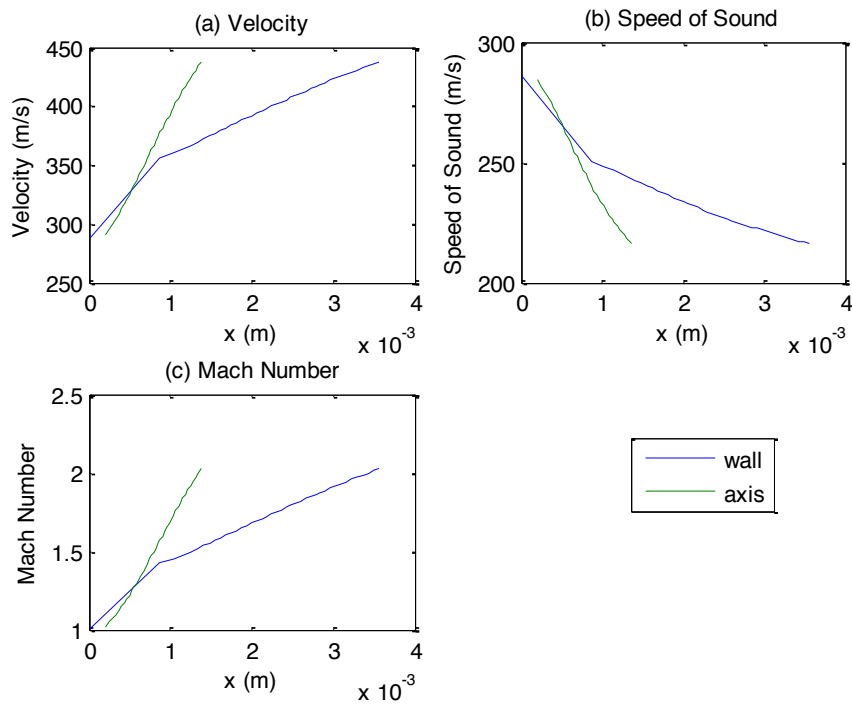 (a) Velocity
Velocity (m/s)
450
400
350
300
250
0 1 2 3 4
x (m)
x 10^-3
(b) Speed of Sound
Speed of Sound (m/s)
300
250
200
0 1 2 3 4
x (m)
x 10^-3
(c) Mach Number
Mach Number
2.5
2
1.5
1
0 1 2 3 4
x (m)
x 10^-3
wall
axis